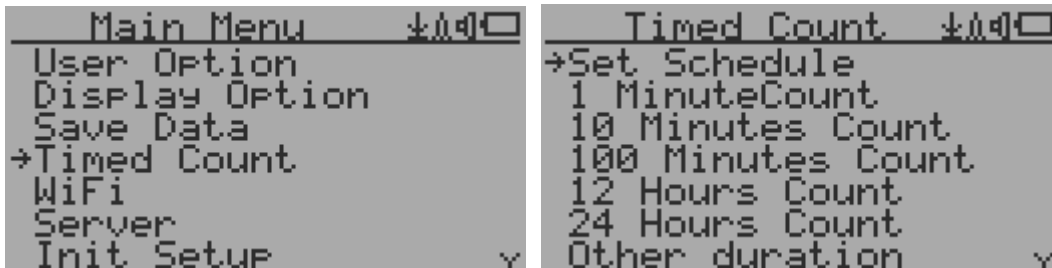 Main Menu
User Option
Display Option
Save Data
→Timed Count
WiFi
Server
Init Setup
Timed Count
→Set Schedule
1 MinuteCount
10 Minutes Count
100 Minutes Count
12 Hours Count
24 Hours Count
Other duration